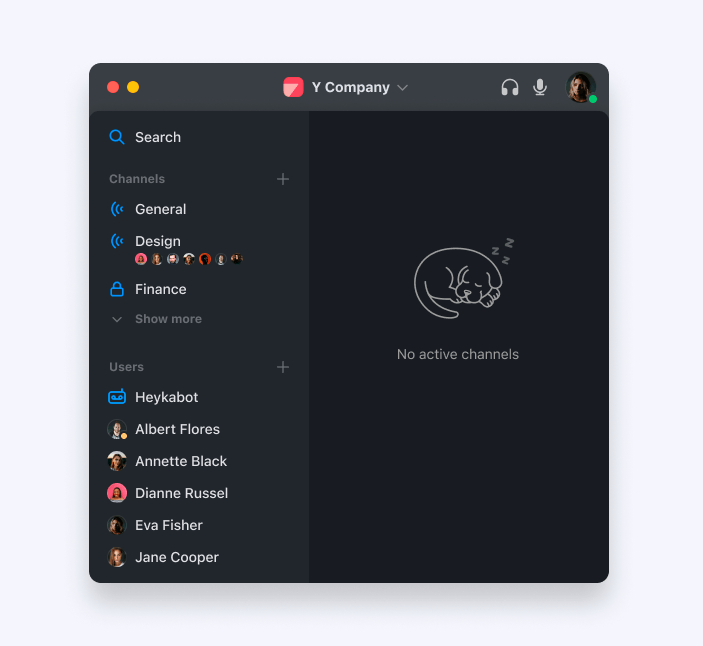 Y Company
Search
Channels
General
Design
Finance
Show more
Users
Heykabot
Albert Flores
Annette Black
Dianne Russel
Eva Fisher
Jane Cooper
z z z
No active channels